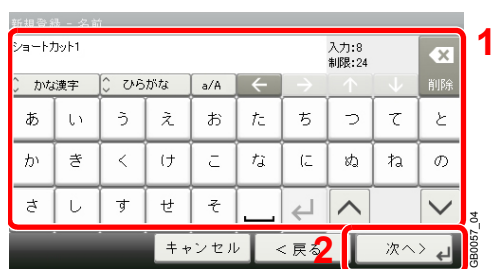 新規登録 - 名前
ショートカット1
入力:8
制限:24
削除
かな漢字 ひらがな a/A ← → ↑ ↓
あ い う え お た ち つ て と
か き く け こ な に ぬ ね の
さ し す せ そ
キャンセル < 戻る 次へ >
1
2
GB0057_04